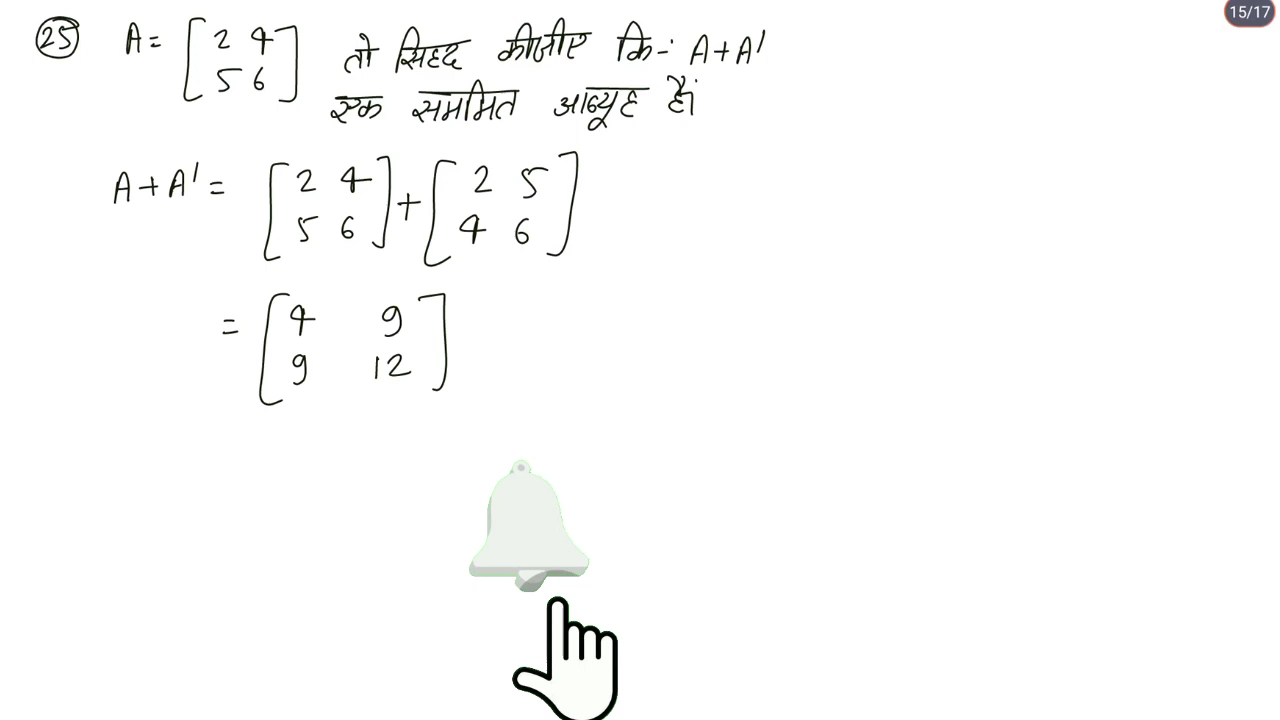 15/17
25 A = [2 4] तो सिध्द कीजीए कि:- A+A'
[5 6] एक सममित आव्यूह है।
A+A' = [2 4] + [2 5]
[5 6] [4 6]
= [4 9]
[9 12]